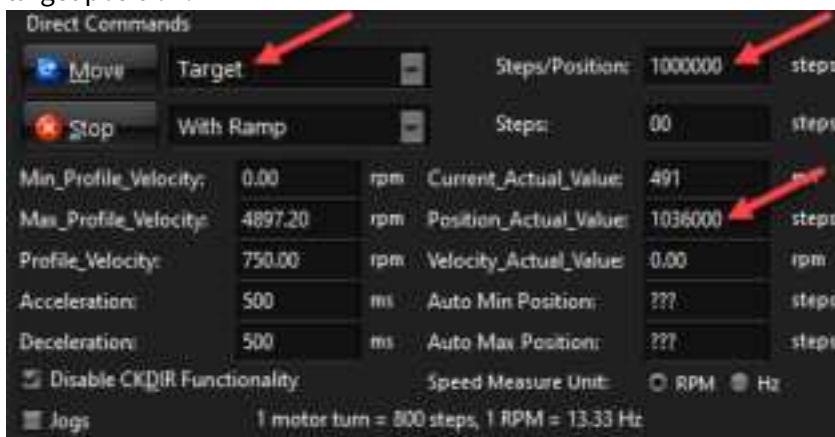 Direct Commands
Move Target Steps/Position: 1000000 steps
Stop With Ramp Steps: 00 steps
Min_Profile_Velocity: 0.00 rpm Current_Actual_Value: 491
Max_Profile_Velocity: 4897.20 rpm Position_Actual_Value: 1036000 steps
Profile_Velocity: 750.00 rpm Velocity_Actual_Value: 0.00 rpm
Acceleration: 500 ms Auto Min Position: ??? steps
Deceleration: 500 ms Auto Max Position: ??? steps
Disable CKDIR Functionality Speed Measure Unit: RPM Hz
Jogs 1 motor turn = 800 steps, 1 RPM = 13.33 Hz